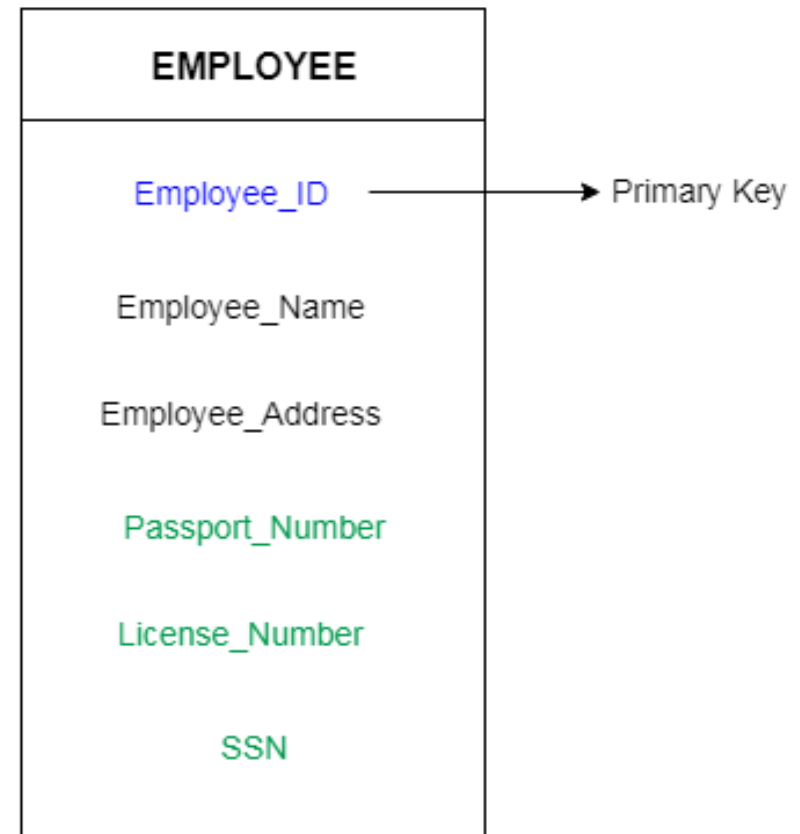 EMPLOYEE
Employee_ID
Primary Key
Employee_Name
Employee_Address
Passport_Number
License_Number
SSN